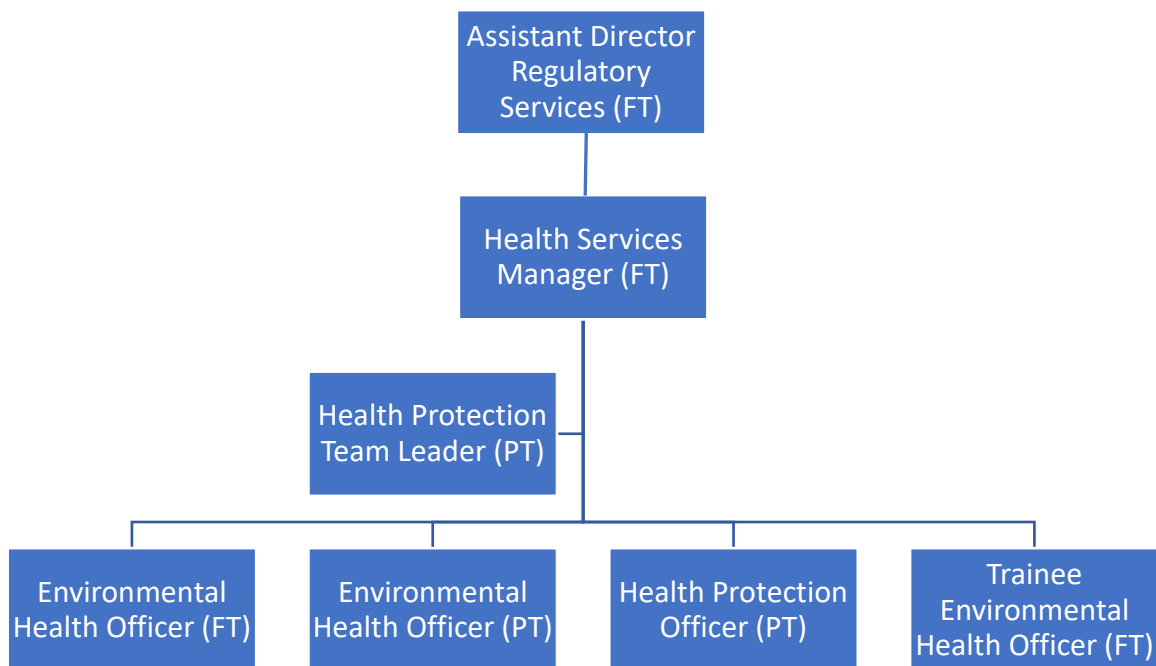 Assistant Director
Regulatory
Services (FT)
Health Services
Manager (FT)
Health Protection
Team Leader (PT)
Environmental
Health Officer (FT)
Environmental
Health Officer (PT)
Health Protection
Officer (PT)
Trainee
Environmental
Health Officer (FT)